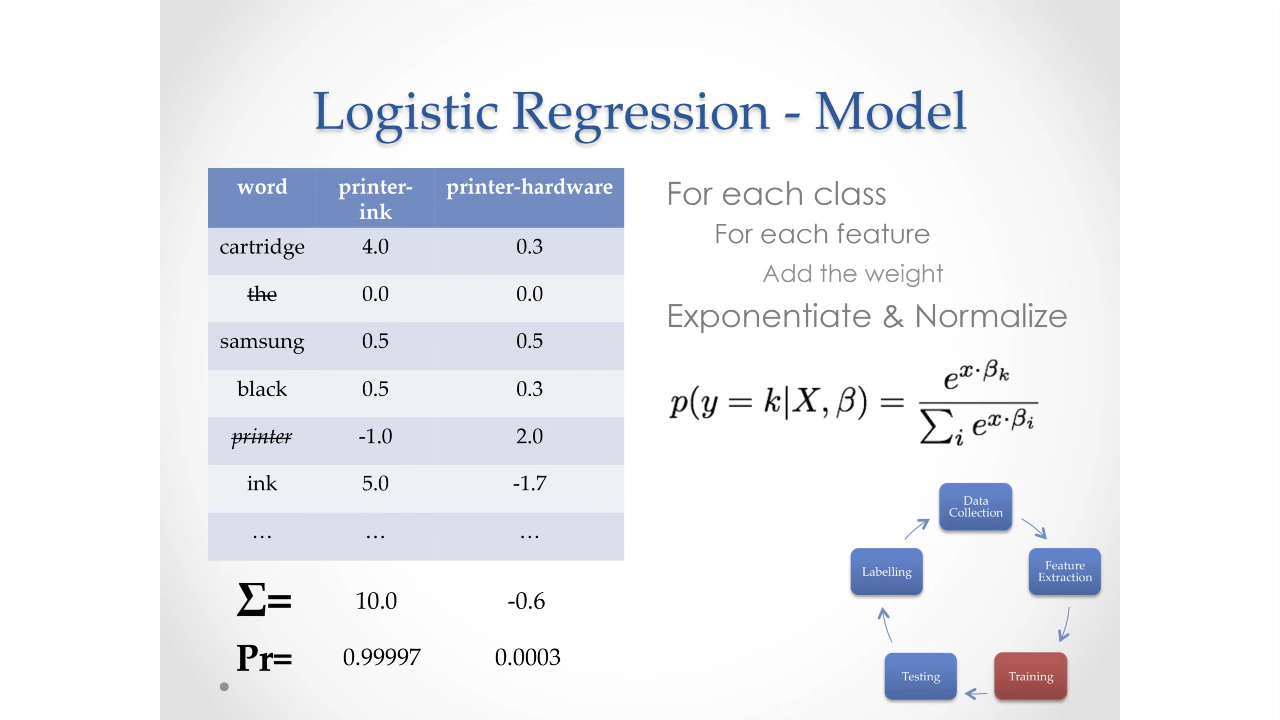 Logistic Regression - Model
word printer-ink printer-hardware
cartridge 4.0 0.3
the 0.0 0.0
samsung 0.5 0.5
black 0.5 0.3
printer -1.0 2.0
ink 5.0 -1.7
… … …
Σ= 10.0 -0.6
Pr= 0.99997 0.0003
For each class
For each feature
Add the weight
Exponentiate & Normalize
p(y = k|X, β) = e^{x·β_k} / ∑_i e^{x·β_i}
Data
Collection
Feature
Extraction
Training
Testing
Labelling